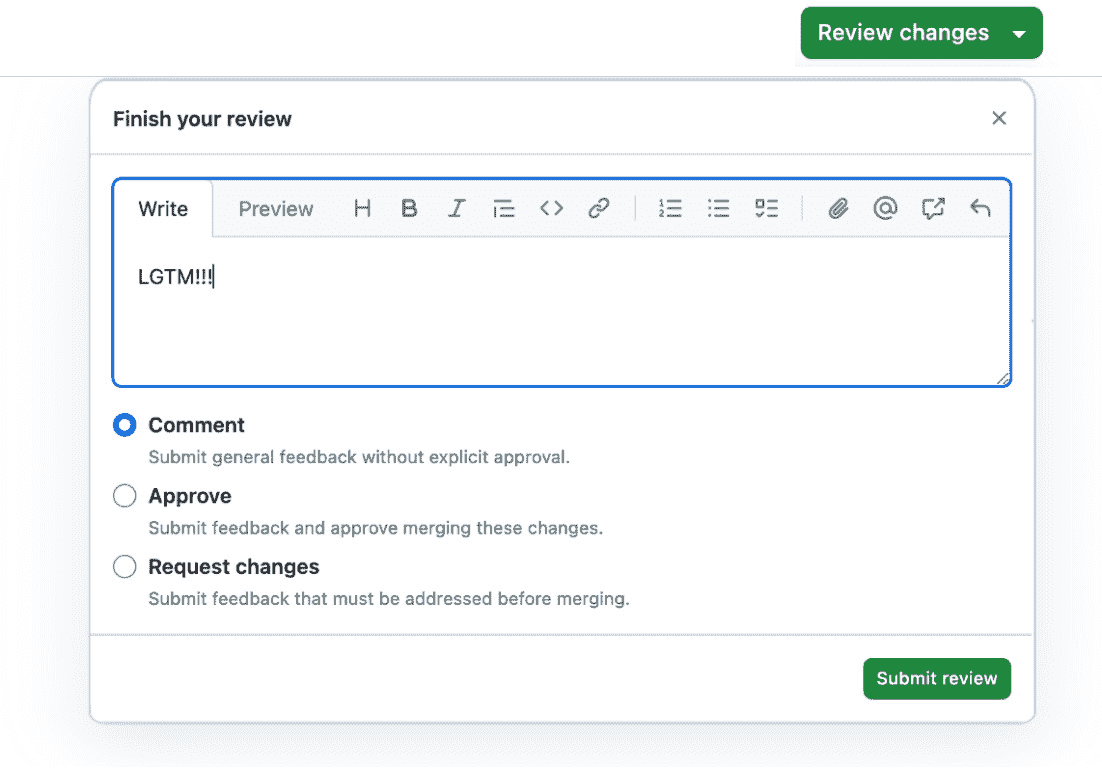 Review changes
Finish your review
Write Preview
LGTM!!!
Comment
Submit general feedback without explicit approval.
Approve
Submit feedback and approve merging these changes.
Request changes
Submit feedback that must be addressed before merging.
Submit review